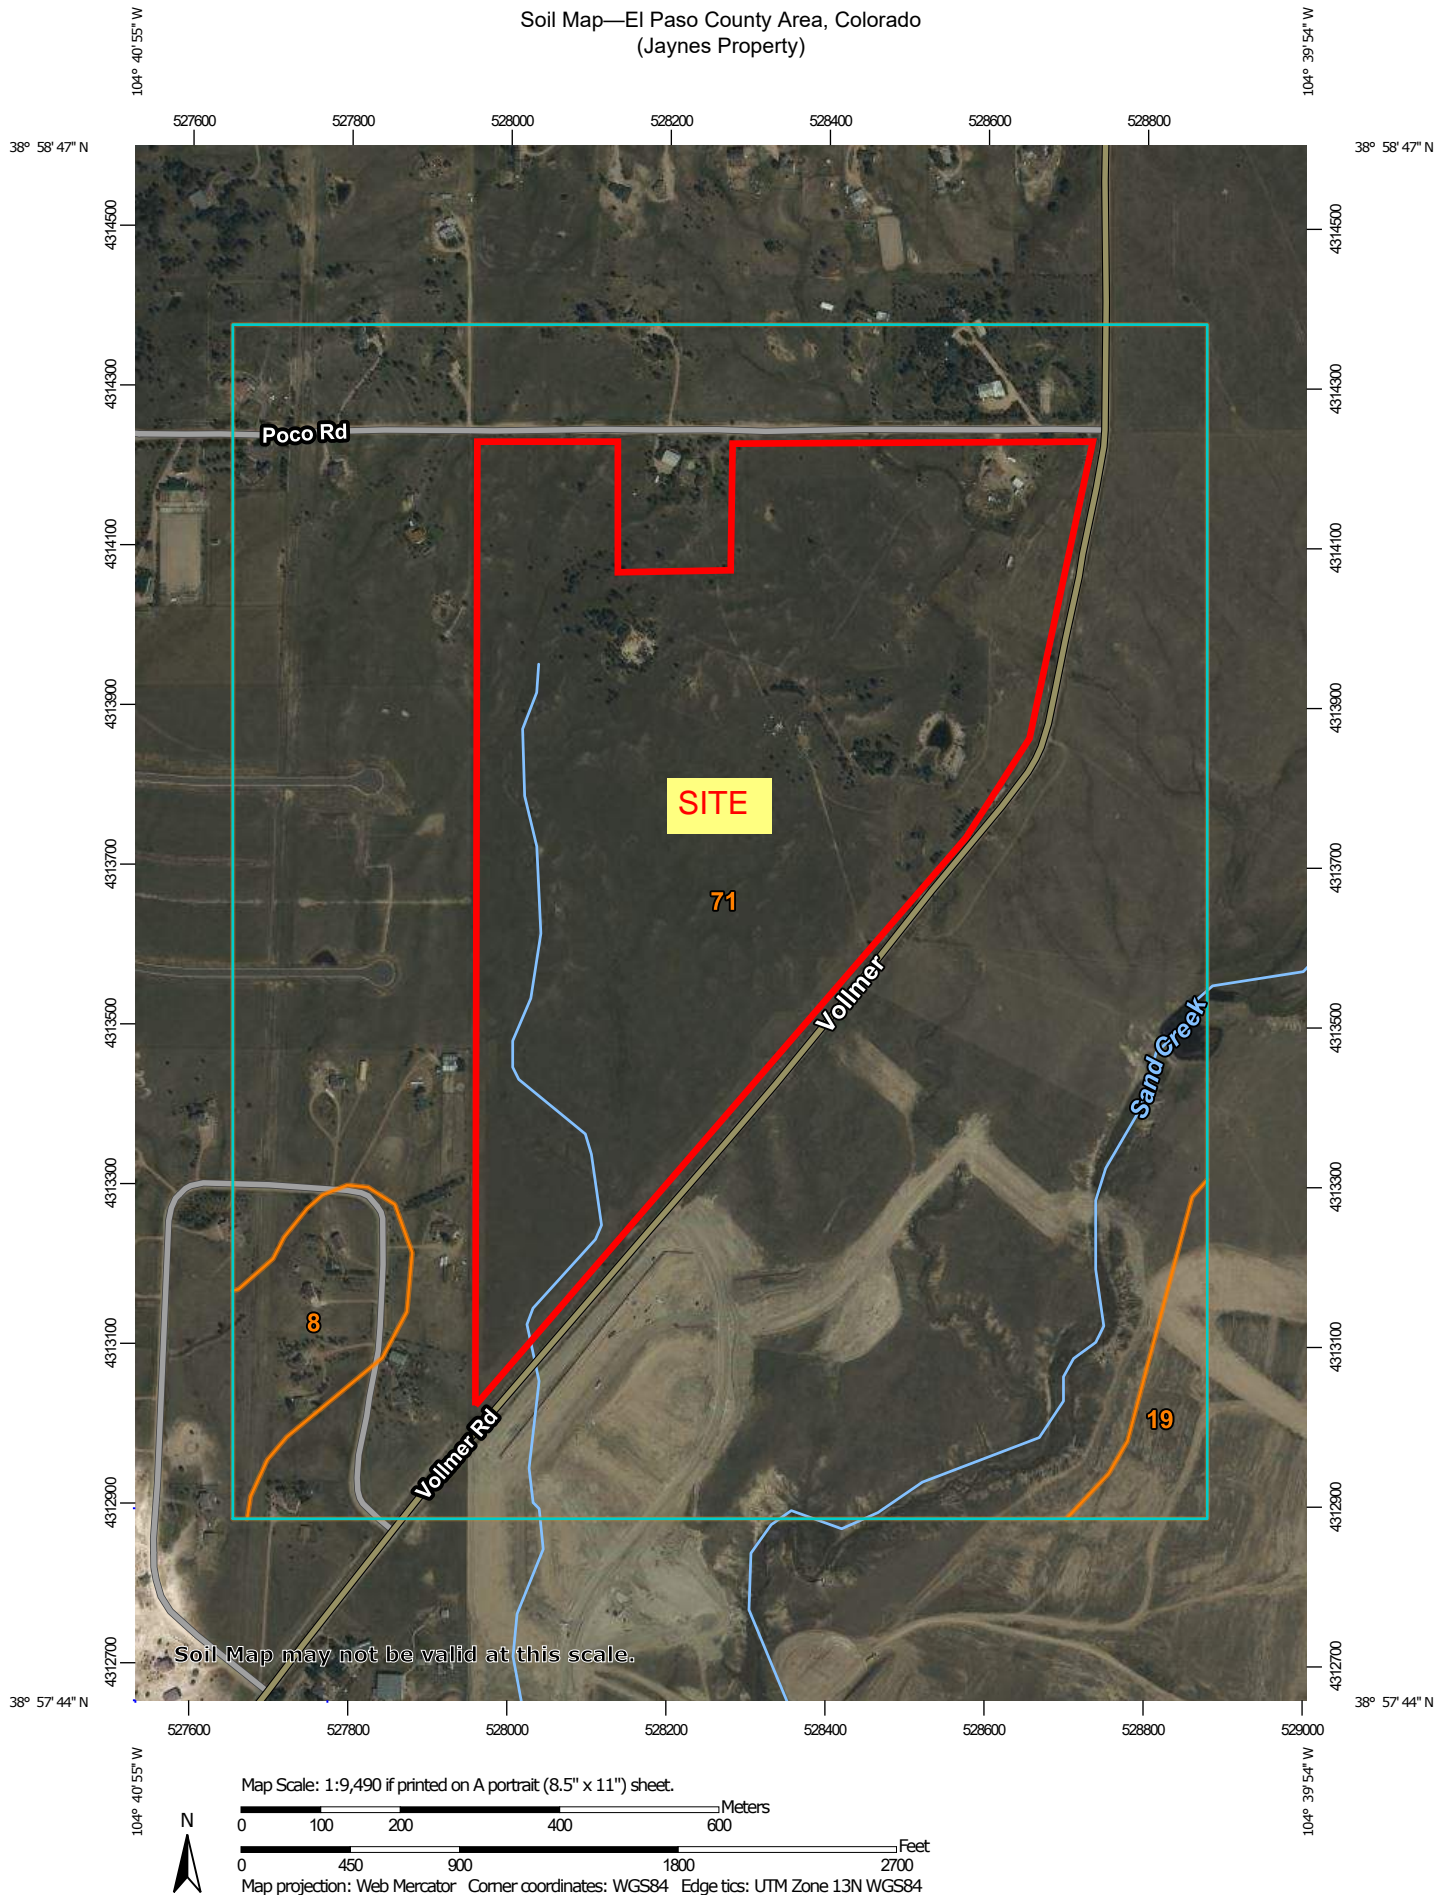 Soil Map—El Paso County Area, Colorado
(Jaynes Property)
104° 40' 55" W
104° 39' 54" W
527600 527800 528000 528200 528400 528600 528800
38° 58' 47" N
38° 58' 47" N
4314500
4314500
4314300
4314300
Poco Rd
4314100
4314100
4313900
4313900
SITE
4313700
4313700
71
Vollmer
4313500
4313500
Sand Creek
4313300
4313300
8
4313100
4313100
19
Vollmer Rd
4312900
4312900
4312700
4312700
Soil Map may not be valid at this scale.
38° 57' 44" N
38° 57' 44" N
527600 527800 528000 528200 528400 528600 528800 529000
104° 40' 55" W
104° 39' 54" W
Map Scale: 1:9,490 if printed on A portrait (8.5" x 11") sheet.
N
Meters
0 100 200 400 600
Feet
0 450 900 1800 2700
Map projection: Web Mercator Corner coordinates: WGS84 Edge tics: UTM Zone 13N WGS84